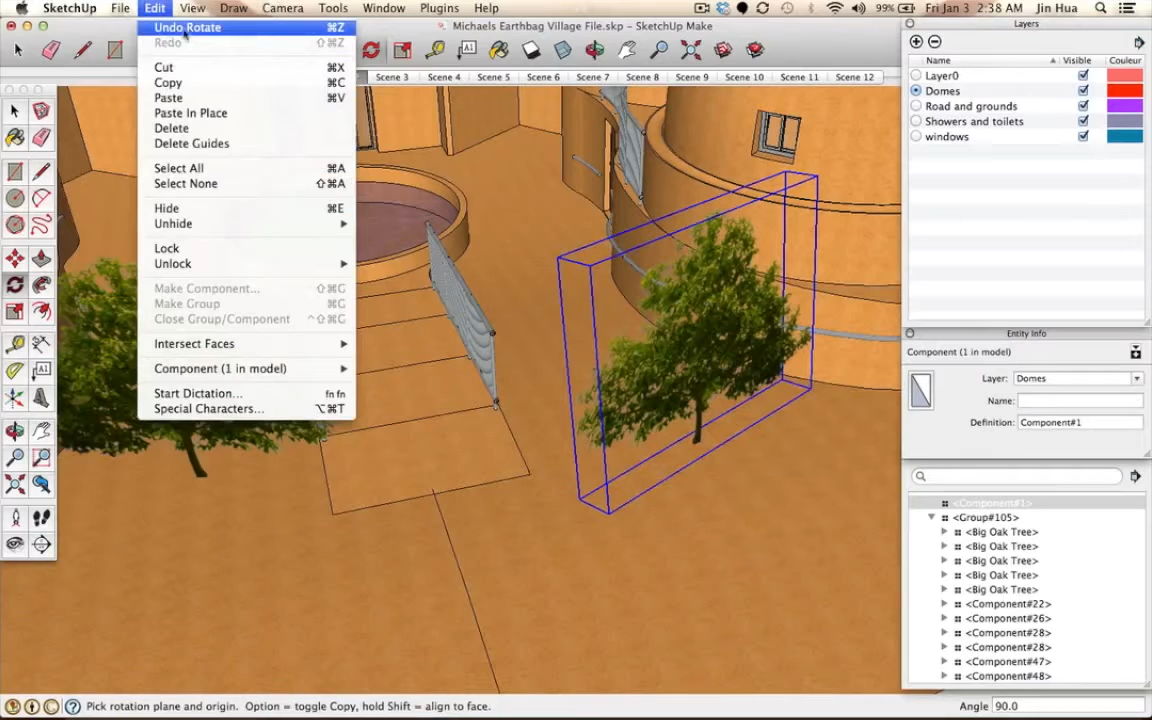 SketchUp File Edit View Draw Camera Tools Window Plugins Help 99% Fri Jan 3 2:38 AM Jin Hua
Michaels Earthbag Village File.skp - SketchUp Make
Scene 3 Scene 4 Scene 5 Scene 6 Scene 7 Scene 8 Scene 9 Scene 10 Scene 11 Scene 12
Undo Rotate ⌘Z
Redo ⇧⌘Z
Cut ⌘X
Copy ⌘C
Paste ⌘V
Paste In Place
Delete
Delete Guides
Select All ⌘A
Select None ⇧⌘A
Hide ⌘E
Unhide
Lock
Unlock
Make Component... ⇧⌘G
Make Group ⌘G
Close Group/Component ^⇧⌘G
Intersect Faces
Component (1 in model)
Start Dictation... fn fn
Special Characters... ⌥⌘T
Layers
Name Visible Couleur
Layer0
Domes
Road and grounds
Showers and toilets
windows
Entity Info
Component (1 in model)
Layer: Domes
Name:
Definition: Component#1
<Component#1>
<Group#105>
<Big Oak Tree>
<Big Oak Tree>
<Big Oak Tree>
<Big Oak Tree>
<Big Oak Tree>
<Component#22>
<Component#26>
<Component#28>
<Component#28>
<Component#47>
<Component#48>
Pick rotation plane and origin. Option = toggle Copy, hold Shift = align to face.
Angle 90.0